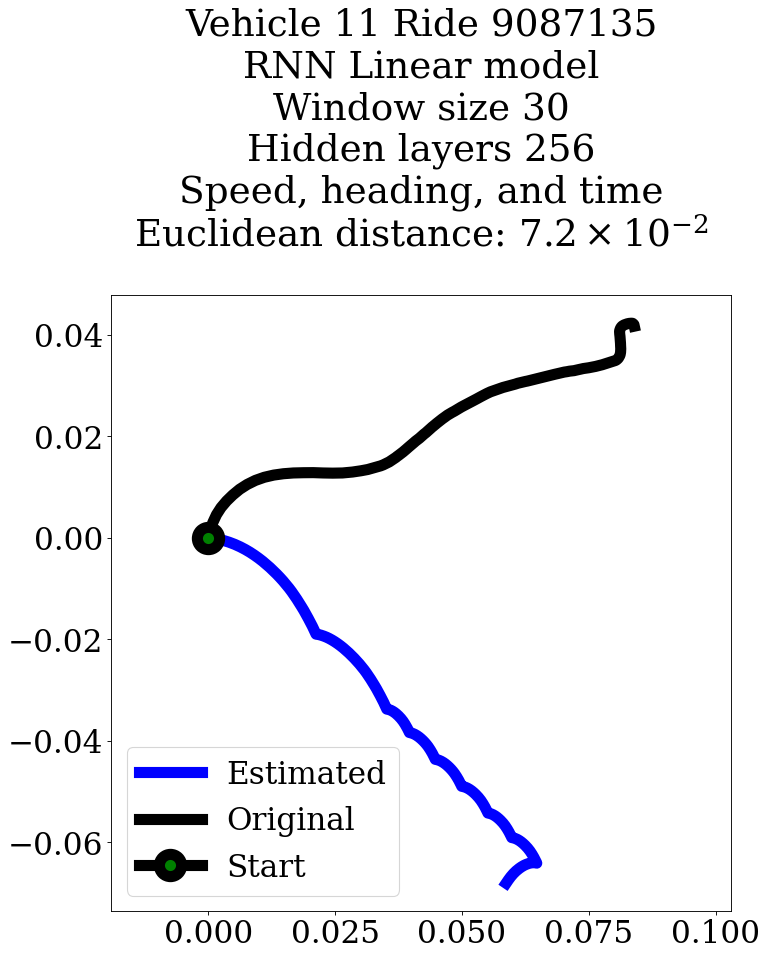 Vehicle 11 Ride 9087135
RNN Linear model
Window size 30
Hidden layers 256
Speed, heading, and time
Euclidean distance: 7.2 × 10⁻²
0.04
0.02
0.00
−0.02
−0.04
−0.06
Estimated
Original
Start
0.000 0.025 0.050 0.075 0.100